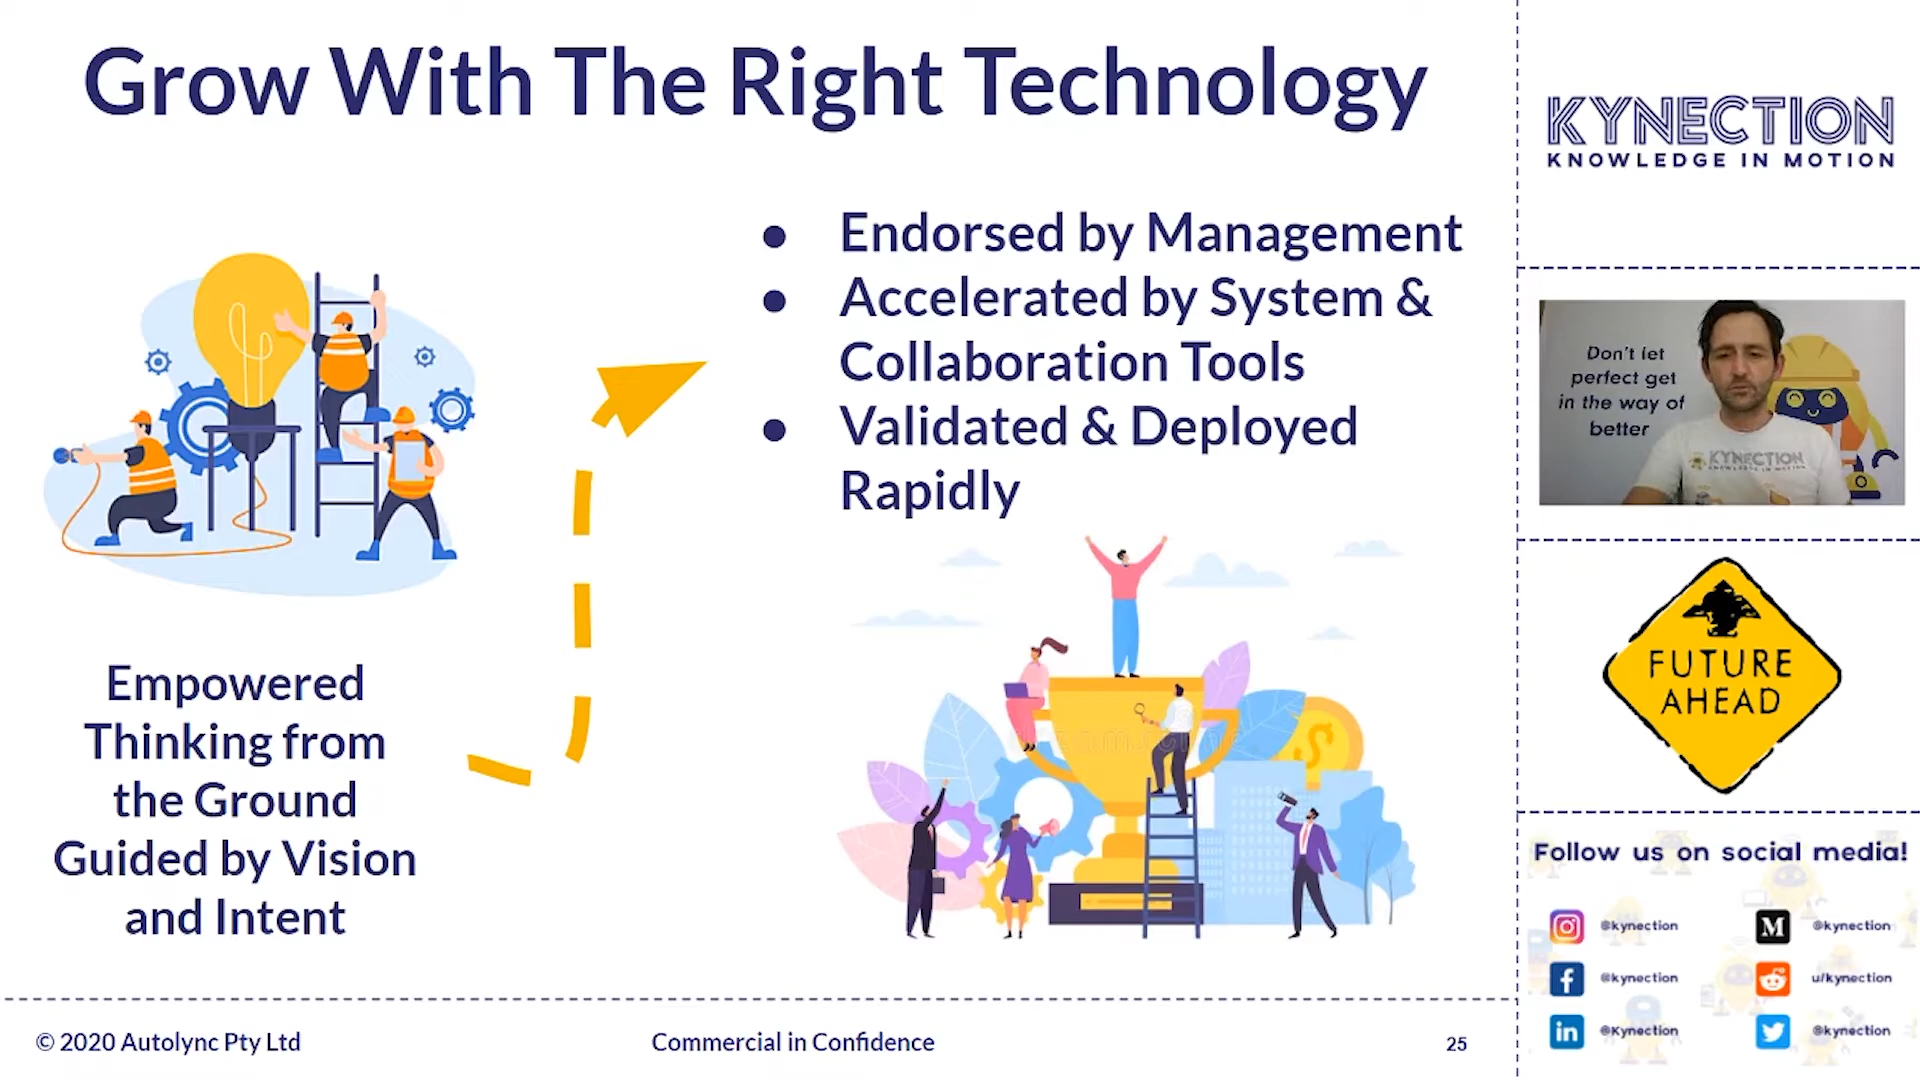 Grow With The Right Technology
● Endorsed by Management
● Accelerated by System &
Collaboration Tools
● Validated & Deployed
Rapidly
Empowered
Thinking from
the Ground
Guided by Vision
and Intent
© 2020 Autolync Pty Ltd
Commercial in Confidence
25
KYNECTION
KNOWLEDGE IN MOTION
Don't let
perfect get
in the way of
better
KYNECTION
KNOWLEDGE IN MOTION
FUTURE
AHEAD
Follow us on social media!
@kynection
@kynection
@kynection
u/kynection
@Kynection
@kynection